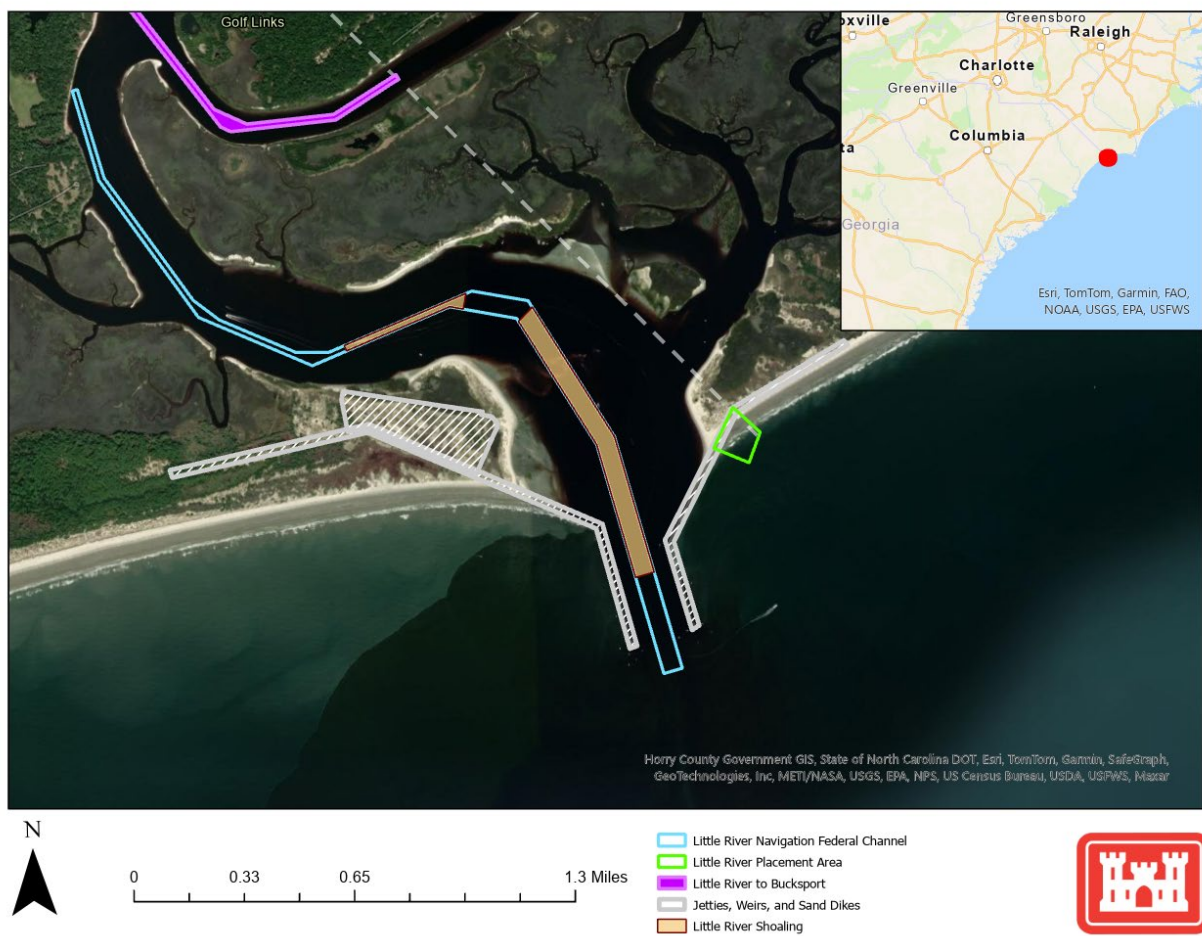 Golf Links
oxville
Greensboro
Raleigh
Charlotte
Greenville
Columbia
ta
Georgia
Esri, TomTom, Garmin, FAO,
NOAA, USGS, EPA, USFWS
Horry County Government GIS, State of North Carolina DOT, Esri, TomTom, Garmin, SafeGraph,
GeoTechnologies, Inc, METI/NASA, USGS, EPA, NPS, US Census Bureau, USDA, USFWS, Maxar
N
0 0.33 0.65 1.3 Miles
Little River Navigation Federal Channel
Little River Placement Area
Little River to Bucksport
Jetties, Weirs, and Sand Dikes
Little River Shoaling